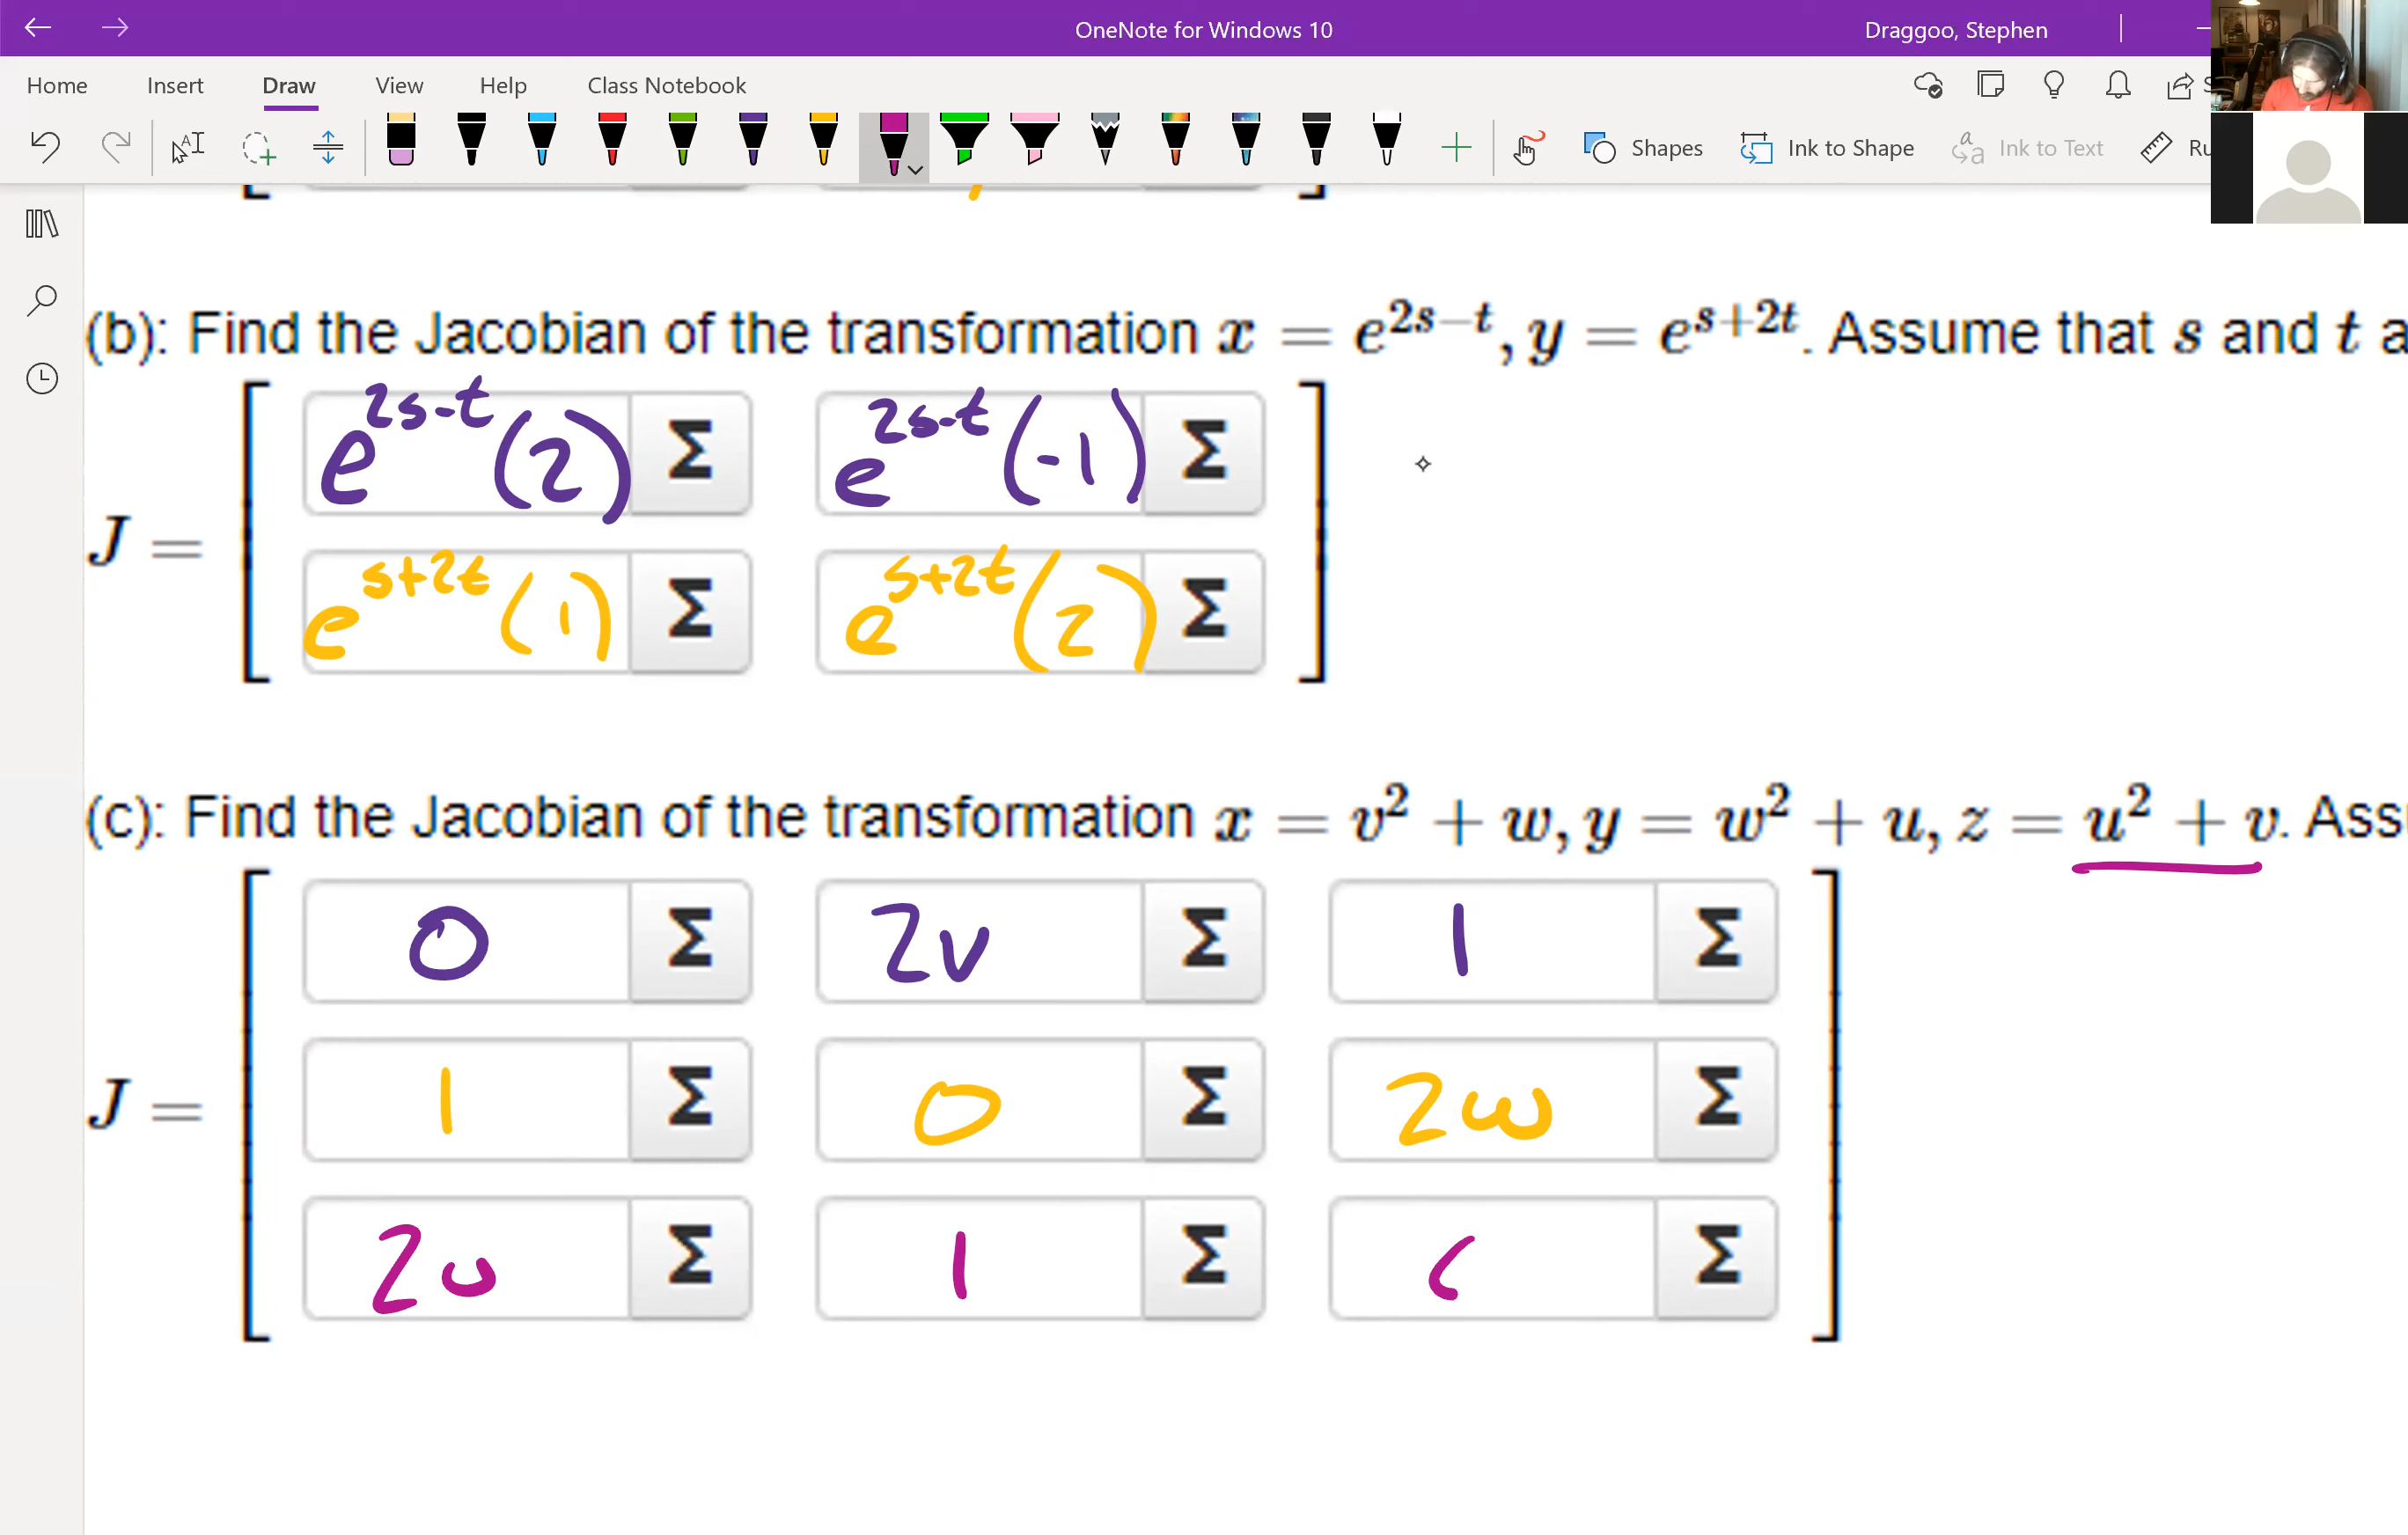 OneNote for Windows 10
Draggoo, Stephen
Home Insert Draw View Help Class Notebook
Shapes Ink to Shape Ink to Text Ru
(b): Find the Jacobian of the transformation x = e^{2s−t}, y = e^{s+2t}. Assume that s and t a
J = [ e^{2s-t}(2) Σ e^{2s-t}(-1) Σ ]
e^{s+2t}(1) Σ e^{s+2t}(2) Σ
(c): Find the Jacobian of the transformation x = v² + w, y = w² + u, z = u² + v. Ass
0 Σ 2v Σ 1 Σ
J = [ 1 Σ 0 Σ 2w Σ ]
2u Σ 1 Σ